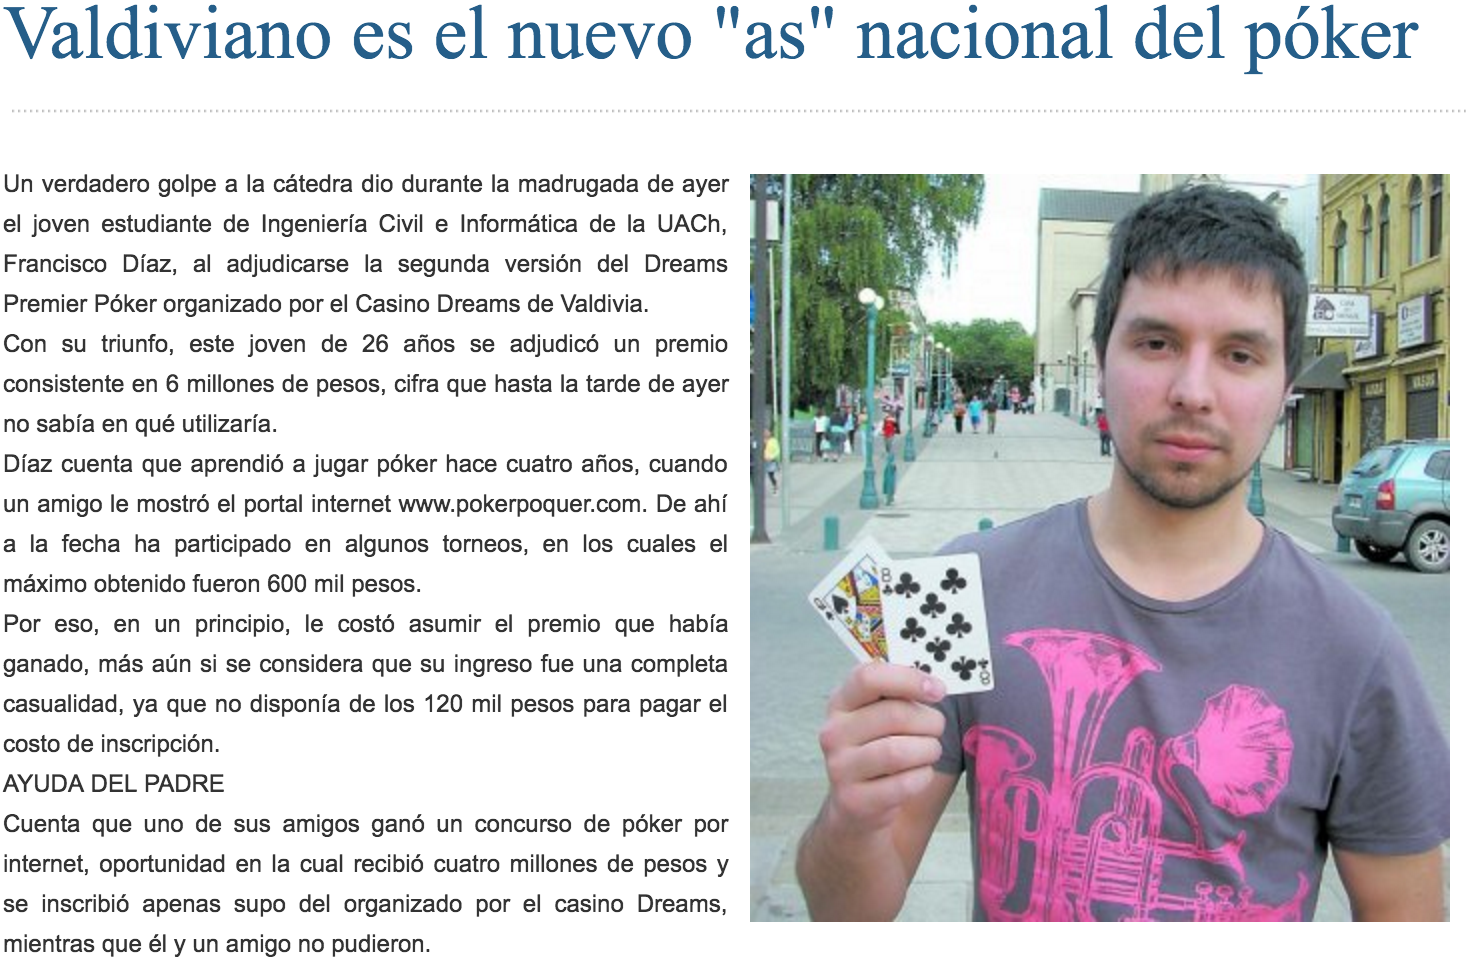 Valdiviano es el nuevo "as" nacional del póker
Un verdadero golpe a la cátedra dio durante la madrugada de ayer
el joven estudiante de Ingeniería Civil e Informática de la UACh,
Francisco Díaz, al adjudicarse la segunda versión del Dreams
Premier Póker organizado por el Casino Dreams de Valdivia.
Con su triunfo, este joven de 26 años se adjudicó un premio
consistente en 6 millones de pesos, cifra que hasta la tarde de ayer
no sabía en qué utilizaría.
Díaz cuenta que aprendió a jugar póker hace cuatro años, cuando
un amigo le mostró el portal internet www.pokerpoquer.com. De ahí
a la fecha ha participado en algunos torneos, en los cuales el
máximo obtenido fueron 600 mil pesos.
Por eso, en un principio, le costó asumir el premio que había
ganado, más aún si se considera que su ingreso fue una completa
casualidad, ya que no disponía de los 120 mil pesos para pagar el
costo de inscripción.
AYUDA DEL PADRE
Cuenta que uno de sus amigos ganó un concurso de póker por
internet, oportunidad en la cual recibió cuatro millones de pesos y
se inscribió apenas supo del organizado por el casino Dreams,
mientras que él y un amigo no pudieron.
Q
8
8